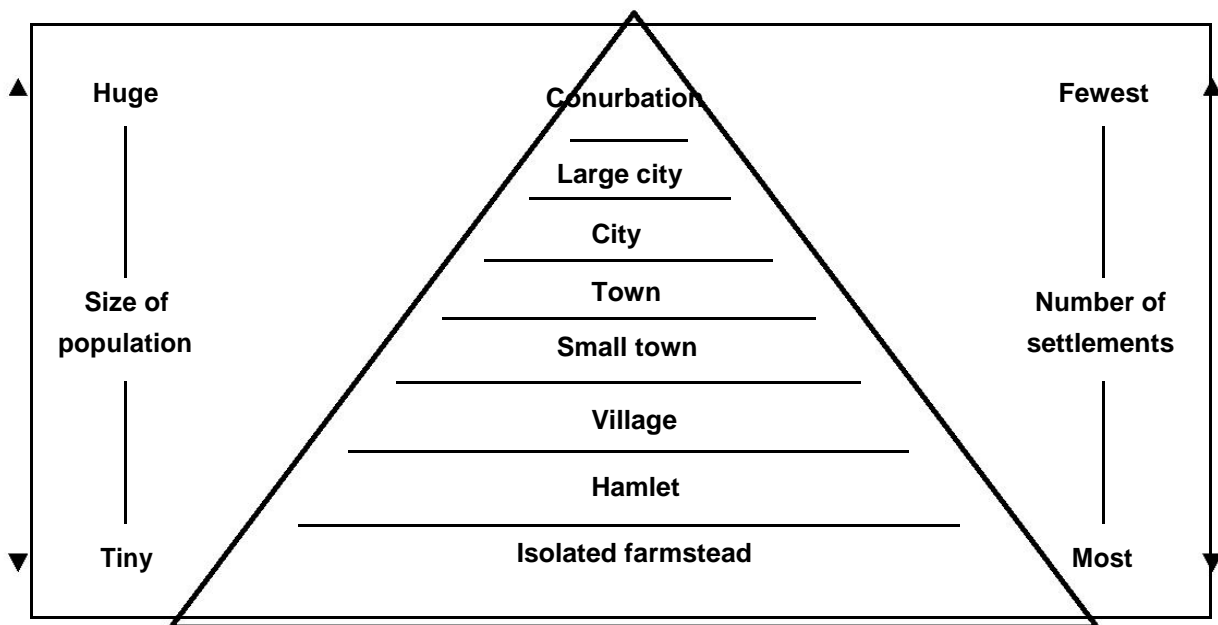 Huge
Conurbation
Fewest
Large city
City
Town
Size of
population
Number of
settlements
Small town
Village
Hamlet
Tiny
Isolated farmstead
Most